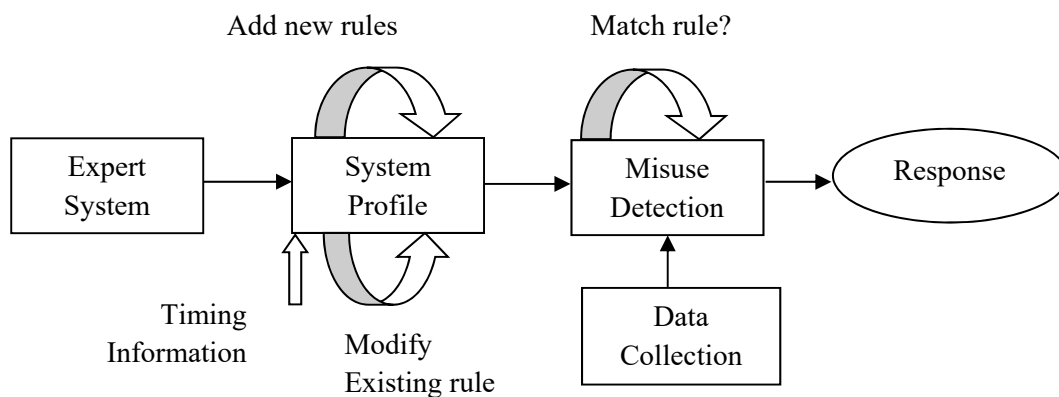 Add new rules
Match rule?
Expert
System
System
Profile
Misuse
Detection
Response
Timing
Information
Modify
Existing rule
Data
Collection